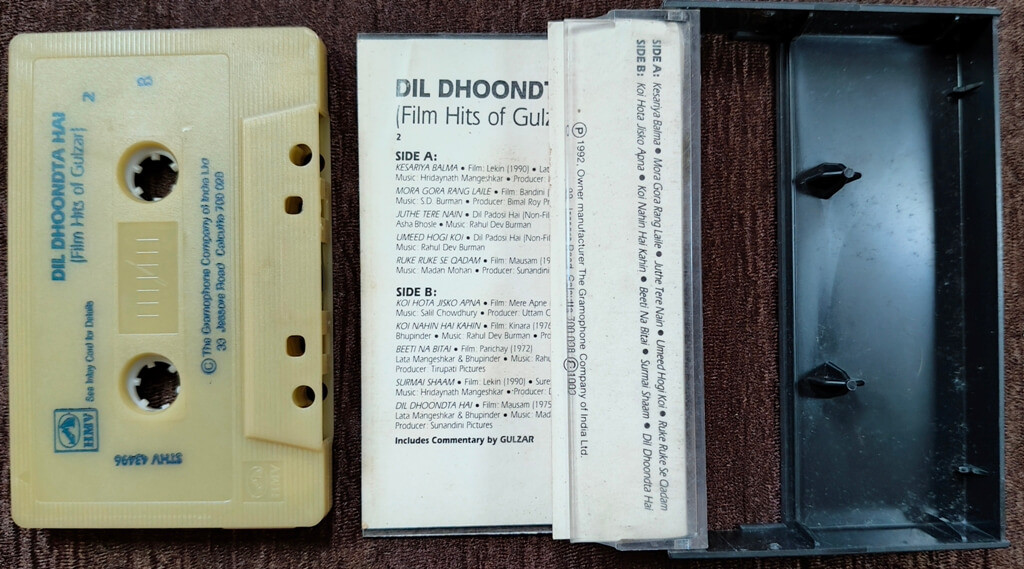 DIL DHOONDTA HAI
(Film Hits of Gulzar)
2
B
See Inlay Card for Details
© The Gramophone Company of India Ltd
33 Jessore Road Calcutta 700 028
STHV 43496
DIL DHOONDT
(Film Hits of Gulz
2
SIDE A:
KESARIYA BALMA • Film: Lekin (1990) • Lat
Music: Hridaynath Mangeshkar • Producer:
MORA GORA RANG LAILE • Film: Bandini
Music: S.D. Burman • Producer: Bimal Roy Pr
JUTHE TERE NAIN • Dil Padosi Hai (Non-Fil
Asha Bhosle • Music: Rahul Dev Burman
UMEED HOGI KOI • Dil Padosi Hai (Non-Fil
Music: Rahul Dev Burman
RUKE RUKE SE QADAM • Film: Mausam (19
Music: Madan Mohan • Producer: Sunandini
SIDE B:
KOI HOTA JISKO APNA • Film: Mere Apne
Music: Salil Chowdhury • Producer: Uttam C
KOI NAHIN HAI KAHIN • Film: Kinara (1976
Bhupinder • Music: Rahul Dev Burman • Pro
BEETI NA BITAI • Film: Parichay (1972)
Lata Mangeshkar & Bhupinder • Music: Rahu
Producer: Tirupati Pictures
SURMAI SHAAM • Film: Lekin (1990) • Sure
Music: Hridaynath Mangeshkar • Producer:
DIL DHOONDTA HAI • Film: Mausam (1975
Lata Mangeshkar & Bhupinder • Music: Mad
Producer: Sunandini Pictures
Includes Commentary by GULZAR
℗ 1992, Owner manufacturer The Gramophone Company of India Ltd.
SIDE A: Kesariya Balma • Mora Gora Rang Laile • Juthe Tere Nain • Umeed Hogi Koi • Ruke Ruke Se Qadam
SIDE B: Koi Hota Jisko Apna • Koi Nahin Hai Kahin • Beeti Na Bitai • Surmai Shaam • Dil Dhoondta Hai